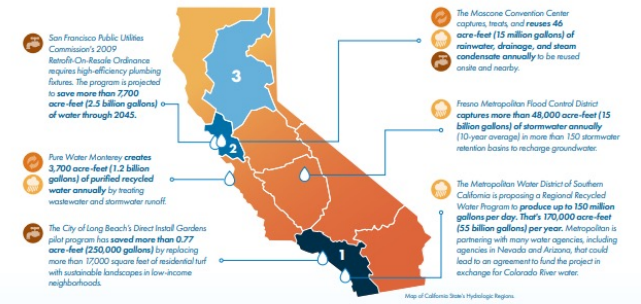 San Francisco Public Utilities
Commission's 2009
Retrofit-On-Resale Ordinance
requires high-efficiency plumbing
fixtures. The program is projected
to save more than 7,700
acre-feet (2.5 billion gallons)
of water through 2045.
Pure Water Monterey creates
3,700 acre-feet (1.2 billion
gallons) of purified recycled
water annually by treating
wastewater and stormwater runoff.
The City of Long Beach's Direct Install Gardens
pilot program has saved more than 0.77
acre-feet (250,000 gallons) by replacing
more than 17,000 square feet of residential turf
with sustainable landscapes in low-income
neighborhoods.
3
2
1
The Moscone Convention Center
captures, treats, and reuses 46
acre-feet (15 million gallons) of
rainwater, drainage, and steam
condensate annually to be reused
onsite and nearby.
Fresno Metropolitan Flood Control District
captures more than 48,000 acre-feet (15
billion gallons) of stormwater annually
(10-year average) in more than 150 stormwater
retention basins to recharge groundwater.
The Metropolitan Water District of Southern
California is proposing a Regional Recycled
Water Program to produce up to 150 million
gallons per day. That's 170,000 acre-feet
(55 billion gallons) per year. Metropolitan is
partnering with many water agencies, including
agencies in Nevada and Arizona, that could
lead to an agreement to fund the project in
exchange for Colorado River water.
Map of California State's Hydrologic Regions.